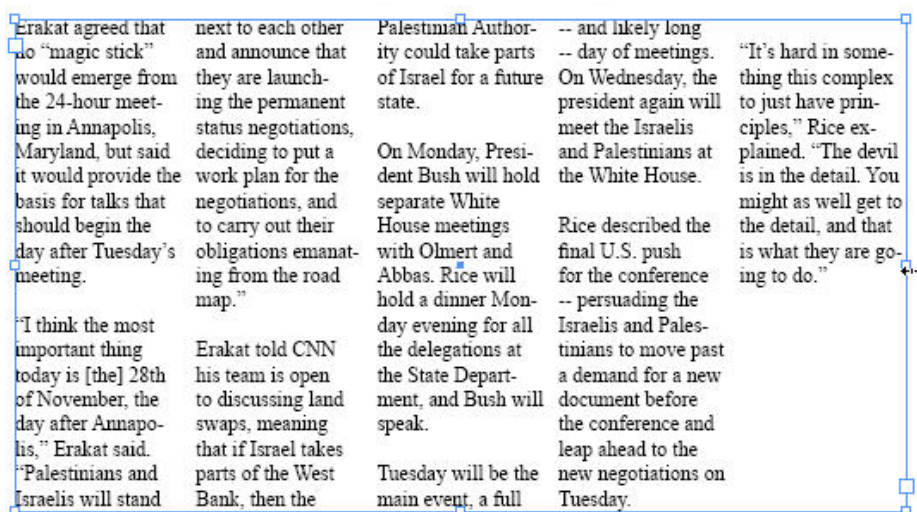 Erakat agreed that
no “magic stick”
would emerge from
the 24-hour meet-
ing in Annapolis,
Maryland, but said
it would provide the
basis for talks that
should begin the
day after Tuesday’s
meeting.
“I think the most
important thing
today is [the] 28th
of November, the
day after Annapo-
lis,” Erakat said.
“Palestinians and
Israelis will stand
next to each other
and announce that
they are launch-
ing the permanent
status negotiations,
deciding to put a
work plan for the
negotiations, and
to carry out their
obligations emanat-
ing from the road
map.”
Erakat told CNN
his team is open
to discussing land
swaps, meaning
that if Israel takes
parts of the West
Bank, then the
Palestinian Author-
ity could take parts
of Israel for a future
state.
On Monday, Presi-
dent Bush will hold
separate White
House meetings
with Olmert and
Abbas. Rice will
hold a dinner Mon-
day evening for all
the delegations at
the State Depart-
ment, and Bush will
speak.
Tuesday will be the
main event, a full
-- and likely long
-- day of meetings.
On Wednesday, the
president again will
meet the Israelis
and Palestinians at
the White House.
Rice described the
final U.S. push
for the conference
-- persuading the
Israelis and Pales-
tinians to move past
a demand for a new
document before
the conference and
leap ahead to the
new negotiations on
Tuesday.
“It’s hard in some-
thing this complex
to just have prin-
ciples,” Rice ex-
plained. “The devil
is in the detail. You
might as well get to
the detail, and that
is what they are go-
ing to do.”